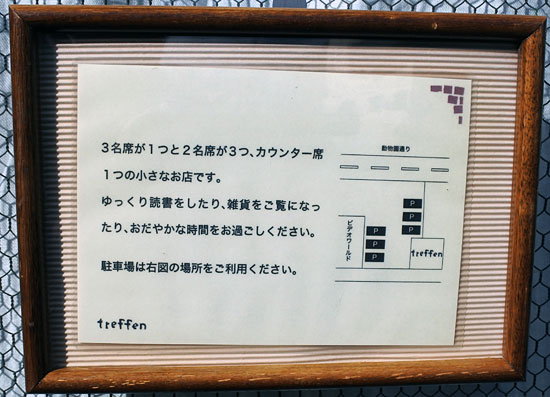 3名席が1つと2名席が3つ、カウンター席
1つの小さなお店です。
ゆっくり読書をしたり、雑貨をご覧になっ
たり、おだやかな時間をお過ごしください。
駐車場は右図の場所をご利用ください。
treffen
動物園通り
P
P
P
P
P
P
ビデオワールド
treffen